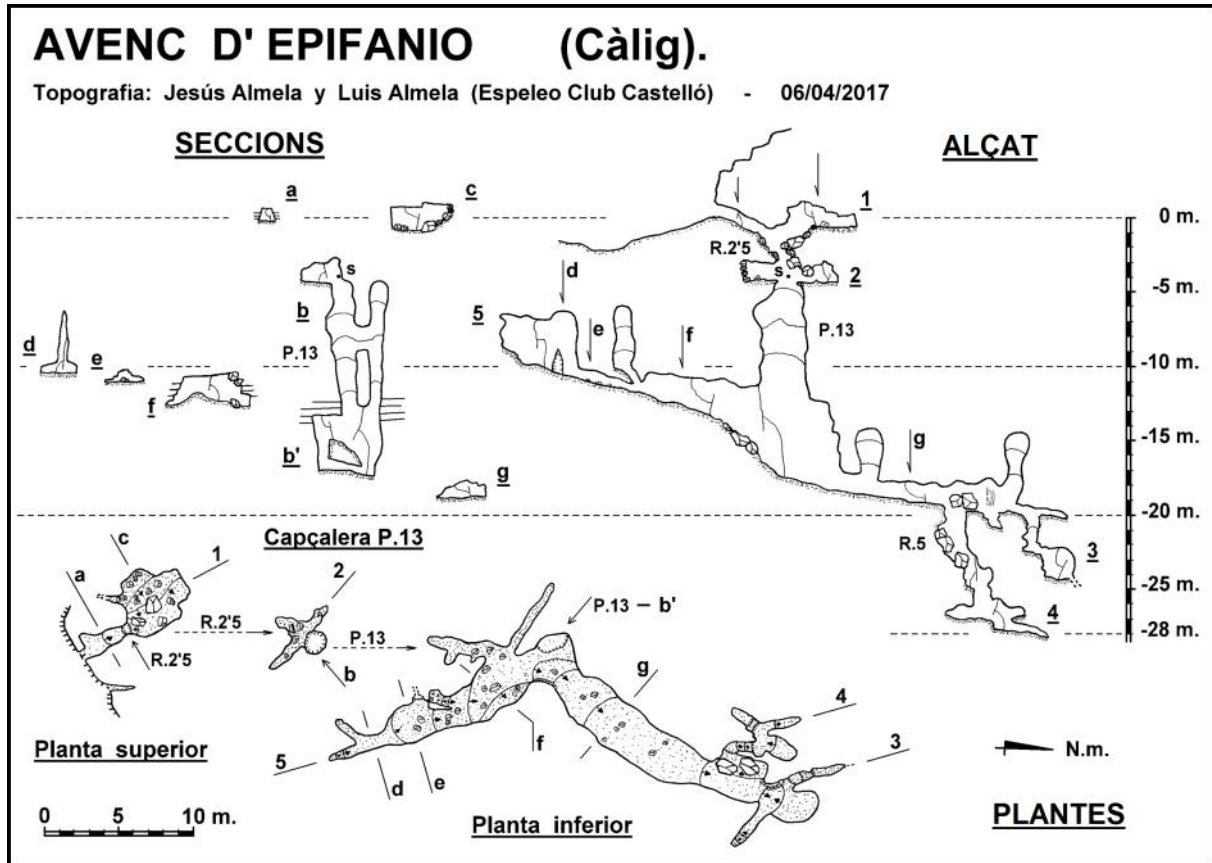 AVENC D' EPIFANIO (Càlig).
Topografia: Jesús Almela y Luis Almela (Espeleo Club Castelló) - 06/04/2017
SECCIONS
ALÇAT
a
c
1
0 m.
R.2'5
d
s
b
s
2
-5 m.
5
e
f
P.13
d
e
P.13
-10 m.
f
b'
g
g
-15 m.
-20 m.
R.5
3
-25 m.
4
-28 m.
Capçalera P.13
c
1
a
2
R.2'5
P.13
P.13 - b'
R.2'5
b
g
4
f
3
5
d
e
N.m.
Planta superior
0 5 10 m.
Planta inferior
PLANTES